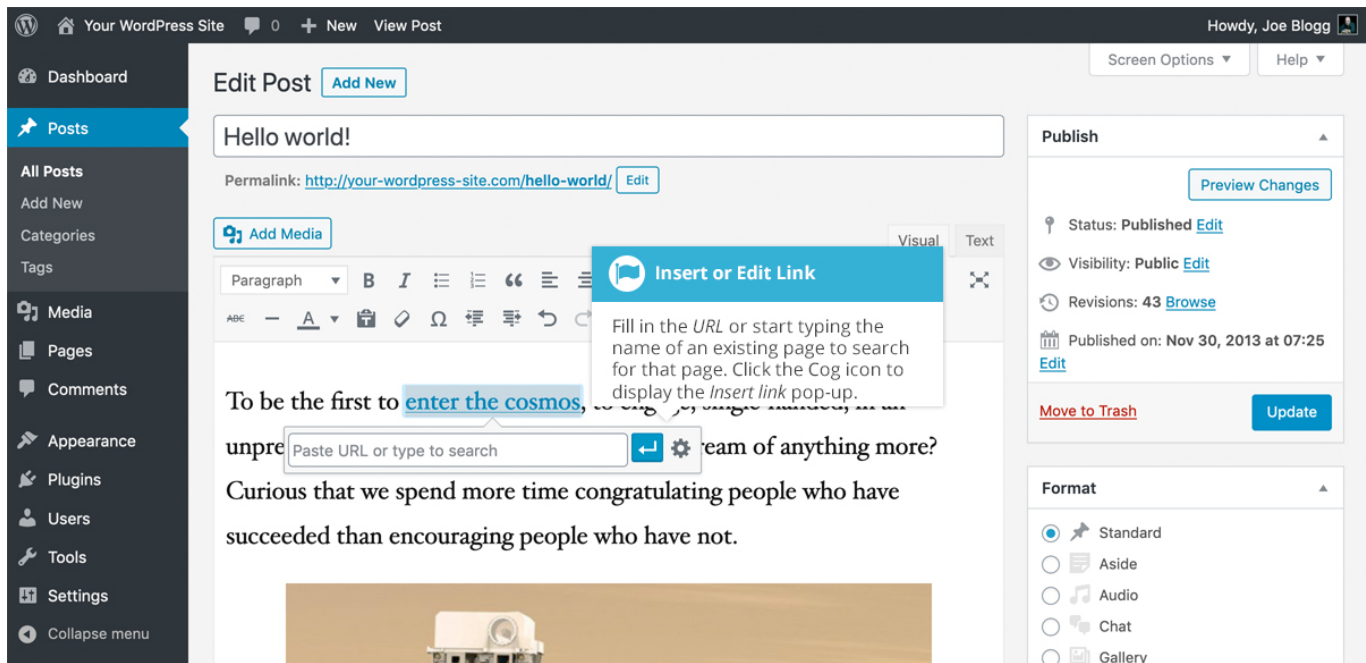 Your WordPress Site 0 New View Post Howdy, Joe Blogg
Screen Options Help
Dashboard
Posts
All Posts
Add New
Categories
Tags
Media
Pages
Comments
Appearance
Plugins
Users
Tools
Settings
Collapse menu
Edit Post Add New
Hello world!
Permalink: http://your-wordpress-site.com/hello-world/ Edit
Add Media
Visual Text
Paragraph B I
ABC A Ω
Insert or Edit Link
Fill in the URL or start typing the
name of an existing page to search
for that page. Click the Cog icon to
display the Insert link pop-up.
To be the first to enter the cosmos, to engage, single-handed, in an
unpre ream of anything more?
Paste URL or type to search
Curious that we spend more time congratulating people who have
succeeded than encouraging people who have not.
Publish
Preview Changes
Status: Published Edit
Visibility: Public Edit
Revisions: 43 Browse
Published on: Nov 30, 2013 at 07:25
Edit
Move to Trash Update
Format
Standard
Aside
Audio
Chat
Gallery